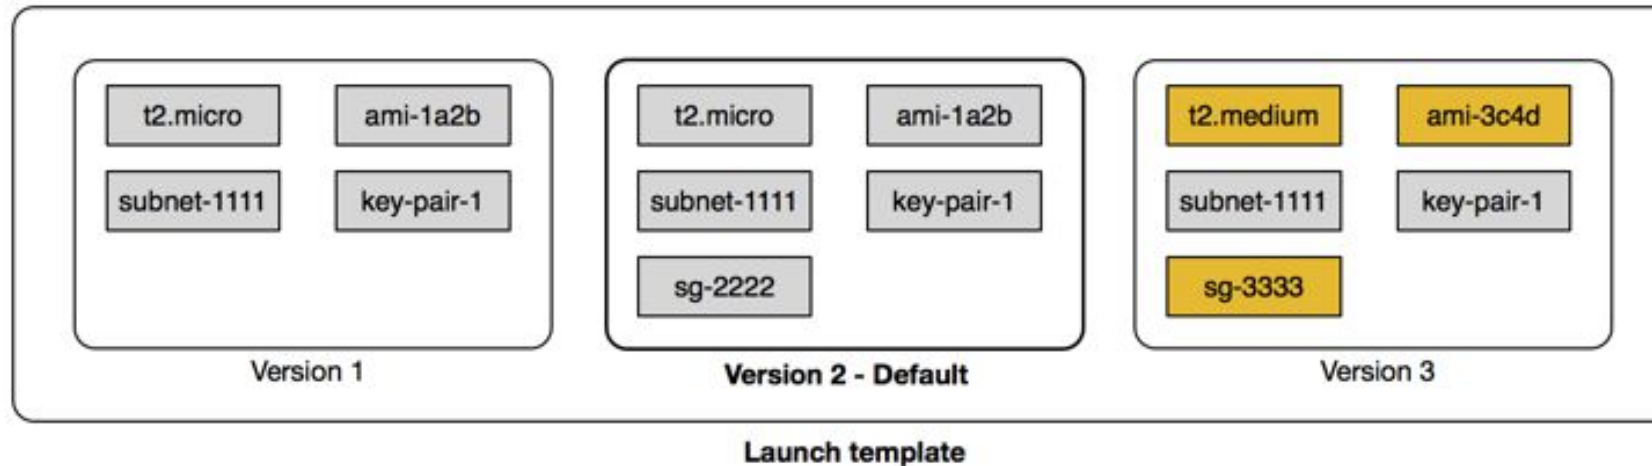 t2.micro
ami-1a2b
subnet-1111
key-pair-1
Version 1
t2.micro
ami-1a2b
subnet-1111
key-pair-1
sg-2222
Version 2 - Default
t2.medium
ami-3c4d
subnet-1111
key-pair-1
sg-3333
Version 3
Launch template